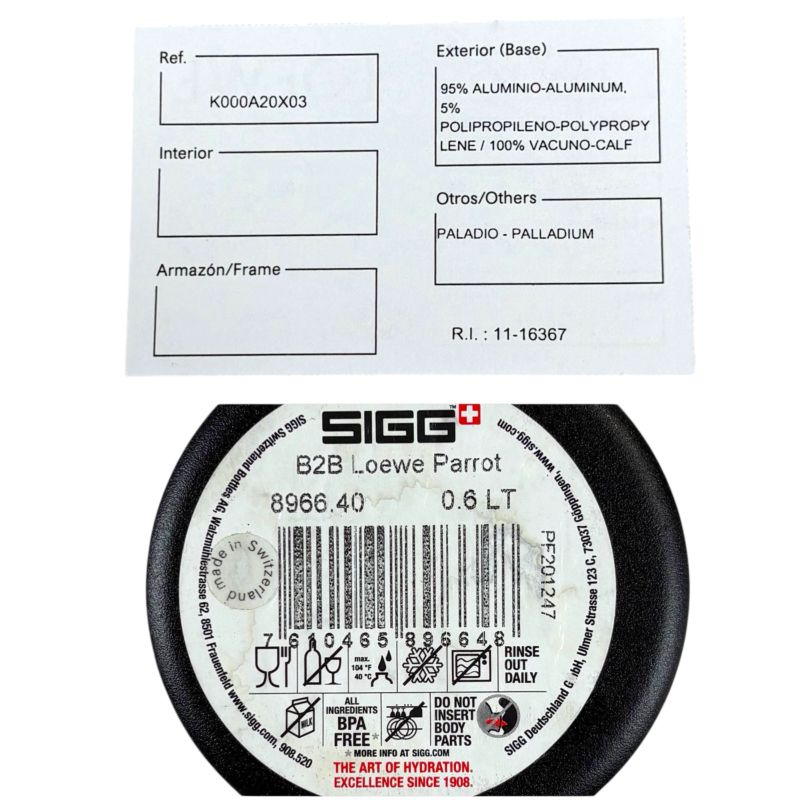 Ref.
K000A20X03
Interior
Armazón/Frame
Exterior (Base)
95% ALUMINIO-ALUMINUM,
5%
POLIPROPILENO-POLYPROPY
LENE / 100% VACUNO-CALF
Otros/Others
PALADIO - PALLADIUM
R.I. : 11-16367
SIGG™
B2B Loewe Parrot
8966.40 0.6 LT
made in Switzerland
PF201247
7 610465 896648
SIGG Switzerland Bottles AG, Walzmühlestrasse 62, 8501 Frauenfeld www.sigg.com, 908.520
SIGG Deutschland GmbH, Ulmer Strasse 123 C, 73037 Göppingen, www.sigg.com
max.
104 °F
40 °C
RINSE
OUT
DAILY
MILK
ALL
INGREDIENTS
BPA
FREE*
DO NOT
INSERT
BODY
PARTS
*MORE INFO AT SIGG.COM
THE ART OF HYDRATION.
EXCELLENCE SINCE 1908.